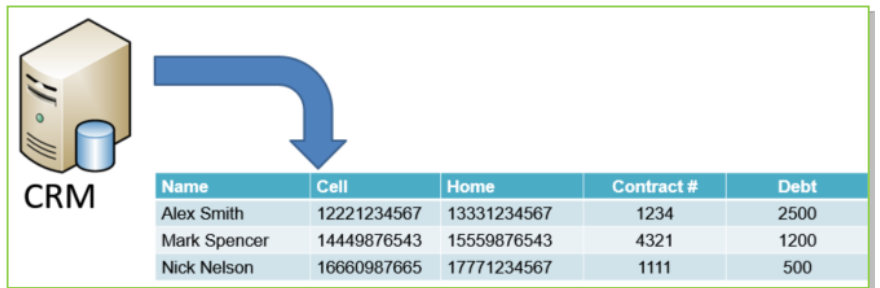 CRM
Name Cell Home Contract # Debt
Alex Smith 12221234567 13331234567 1234 2500
Mark Spencer 14449876543 15559876543 4321 1200
Nick Nelson 16660987665 17771234567 1111 500